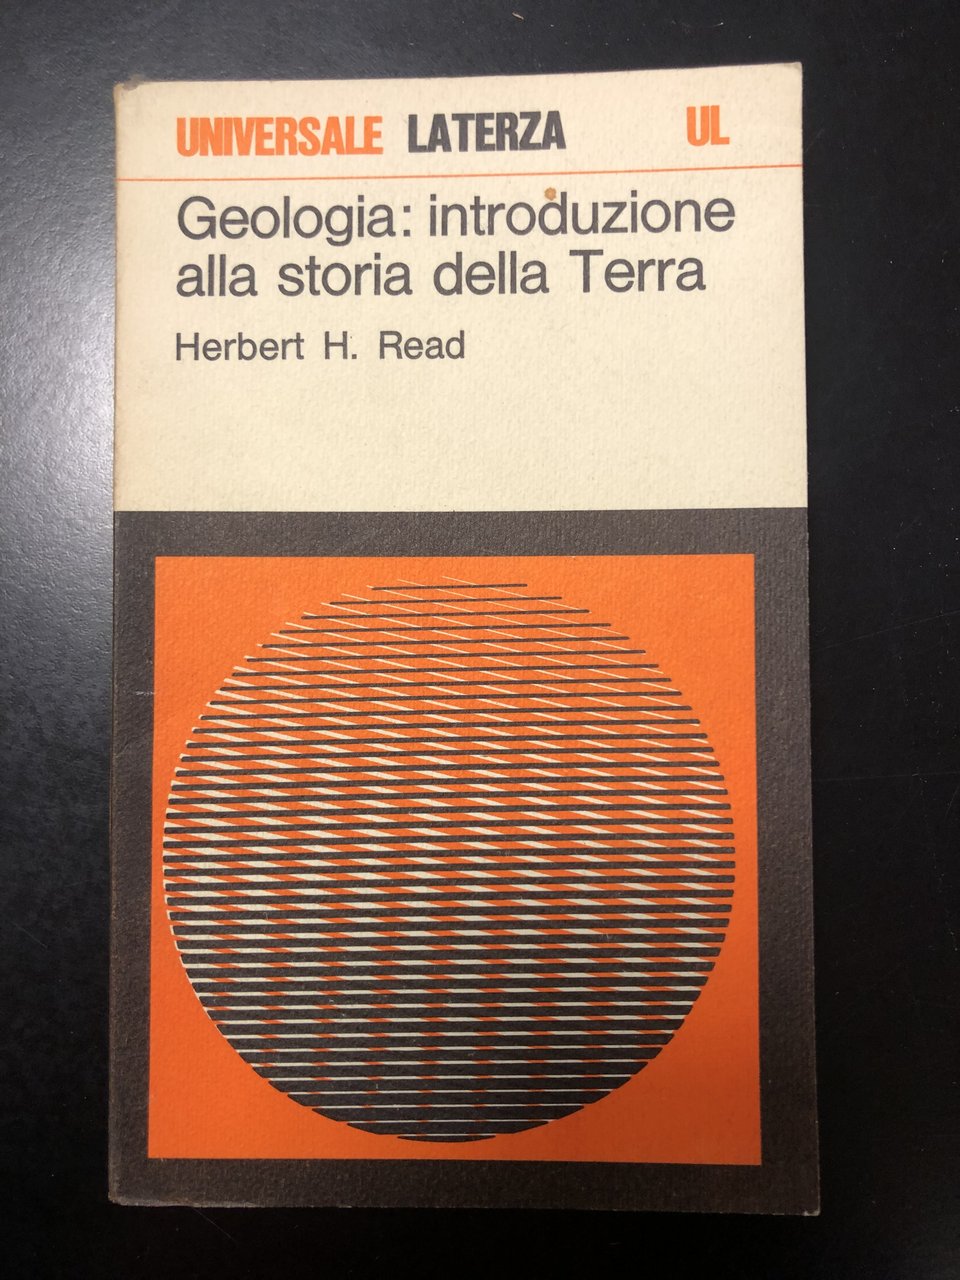 UNIVERSALE LATERZA UL
Geologia: introduzione
alla storia della Terra
Herbert H. Read